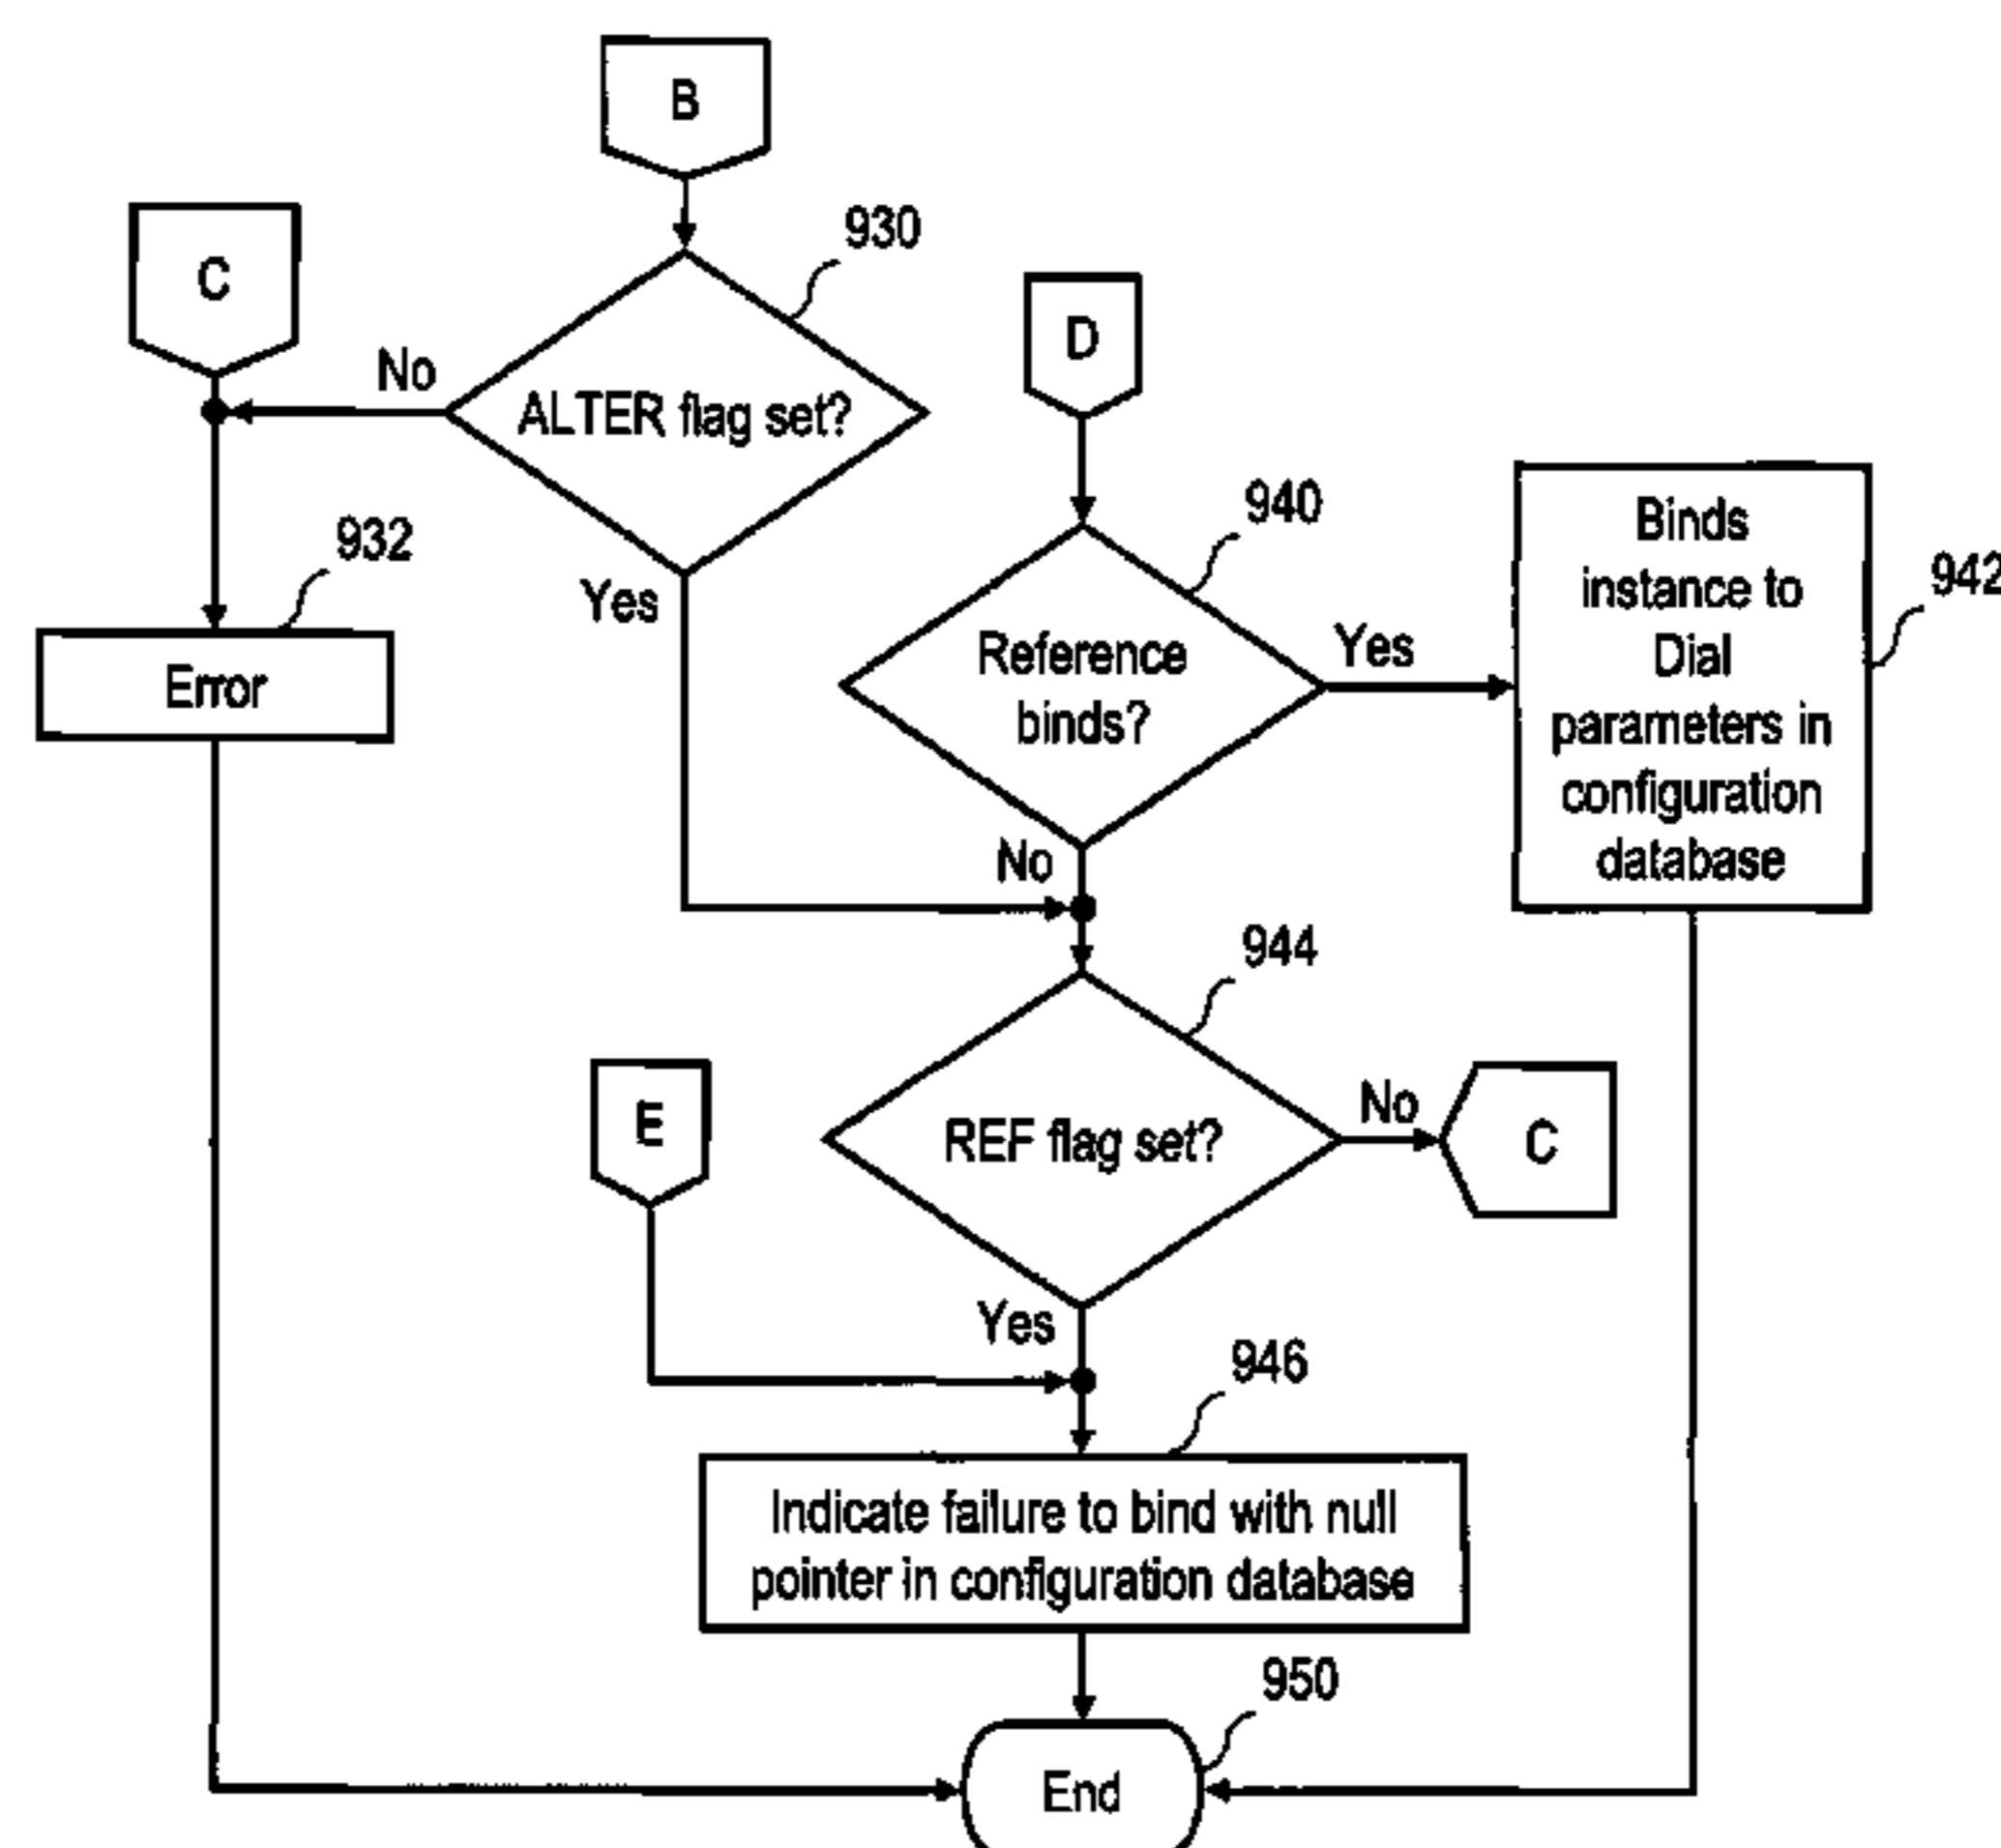 B
930
C
No
ALTER flag set?
D
932
Yes
Error
940
Reference
binds?
Yes
Binds
instance to
Dial
parameters in
configuration
database
942
No
944
E
REF flag set?
No
C
Yes
946
Indicate failure to bind with null
pointer in configuration database
950
End